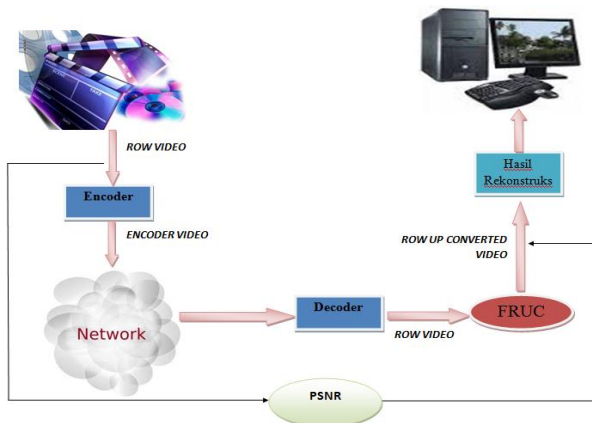 ROW VIDEO
Encoder
ENCODER VIDEO
Network
Decoder
ROW VIDEO
FRUC
ROW UP CONVERTED
VIDEO
Hasil
Rekonstruks
PSNR